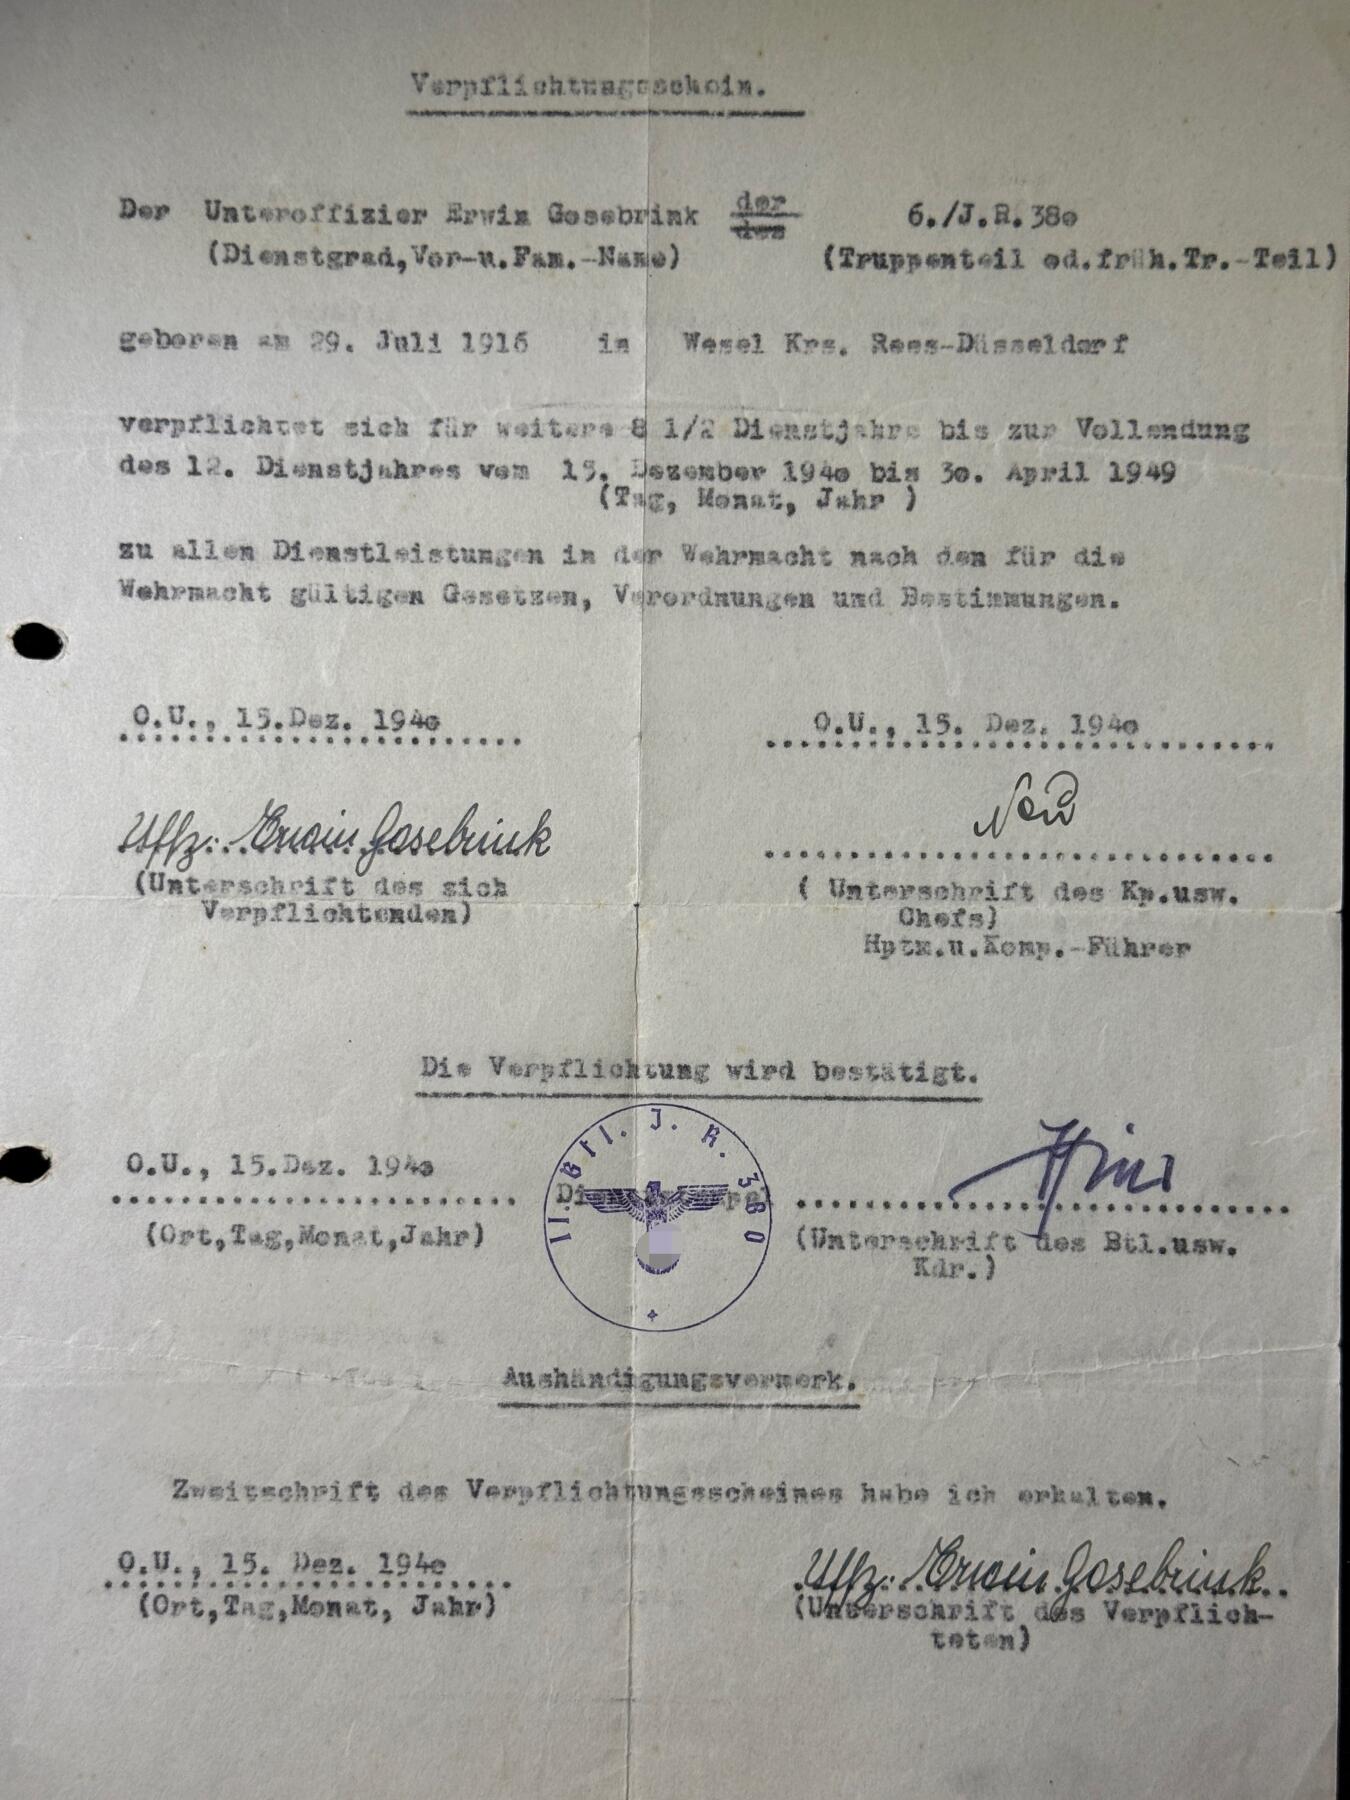 Verpflichtungsschein.
Der Unteroffizier Erwin Gosebrink der 6./J.R.38o
des
(Dienstgrad,Vor-u.Fam.-Name) (Truppenteil od.früh.Tr.-Teil)
geboren am 29. Juli 1916 in Wesel Krs. Rees-Düsseldorf
verpflichtet sich für weitere 8 1/2 Dienstjahre bis zur Vollendung
des 12. Dienstjahres vom 15. Dezember 194o bis 3o. April 1949
(Tag, Monat, Jahr )
zu allen Dienstleistungen in der Wehrmacht nach den für die
Wehrmacht gültigen Gesetzen, Verordnungen und Bestimmungen.
O.U., 15.Dez. 194o O.U., 15. Dez. 194o
Uffz. Erwin Gosebrink
(Unterschrift des sich ( Unterschrift des Kp.usw.
Verpflichtenden) Chefs)
Hptm.u.Komp.-Führer
Die Verpflichtung wird bestätigt.
II. Btl. J. R. 380
O.U., 15.Dez. 194o
(Ort,Tag,Monat,Jahr) (Unterschrift des Btl.usw.
Kdr.)
Aushändigungsvermerk.
Zweitschrift des Verpflichtungsscheines habe ich erhalten.
O.U., 15. Dez. 194o Uffz. Erwin Gosebrink
(Ort,Tag,Monat, Jahr) (Unterschrift des Verpflich-
teten)